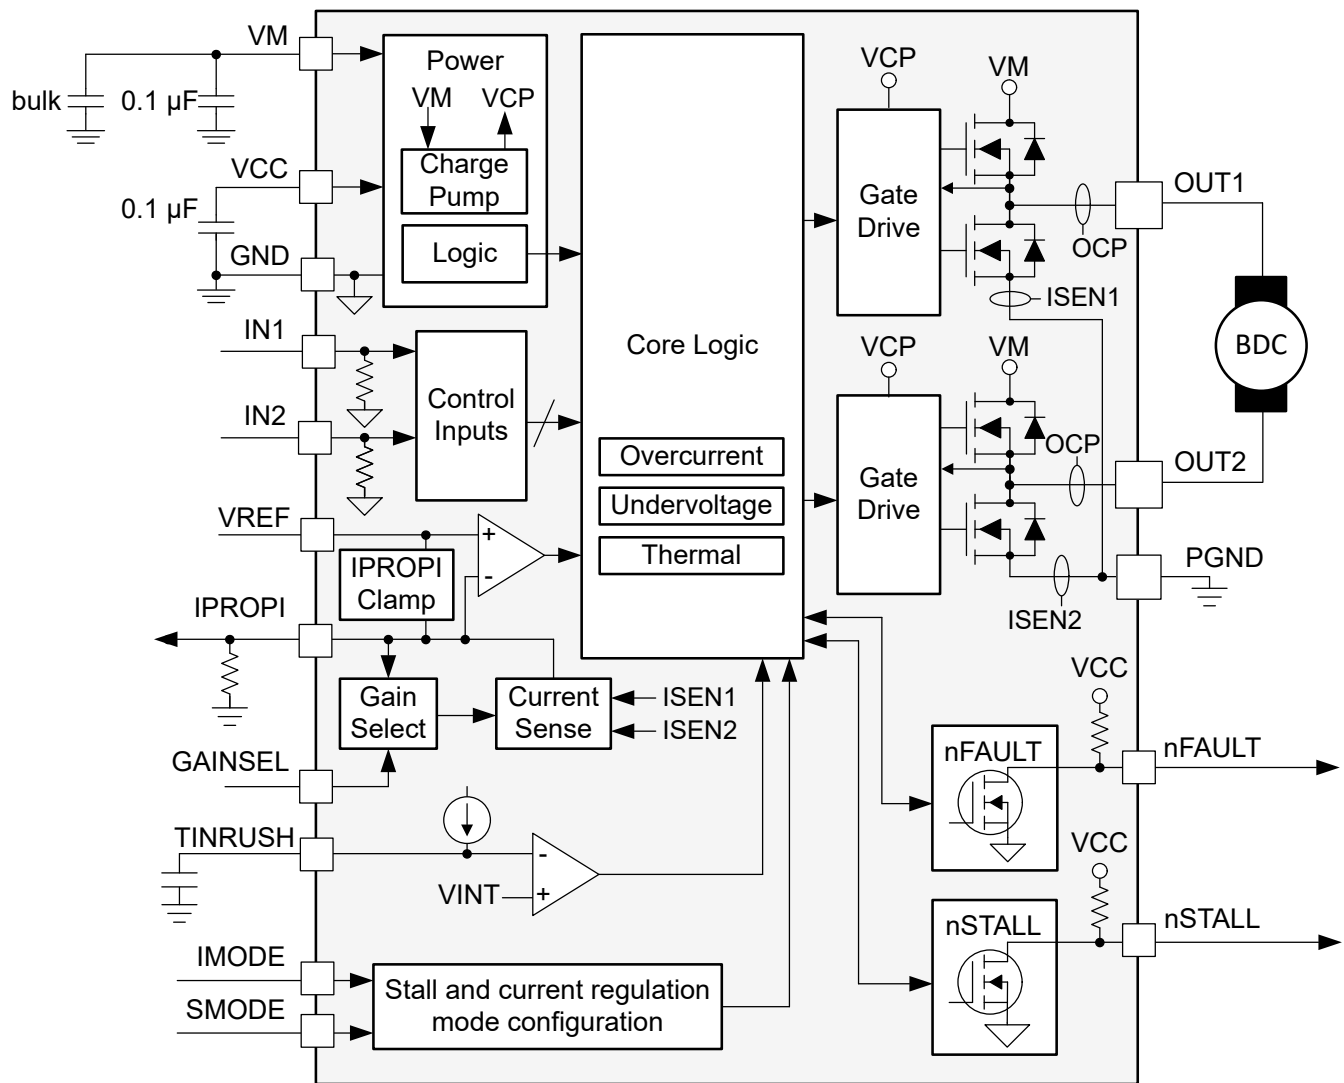 VM
bulk
0.1 µF
VCC
0.1 µF
GND
IN1
IN2
VREF
IPROPI
GAINSEL
TINRUSH
IMODE
SMODE
Power
VM
VCP
Charge
Pump
Logic
Control
Inputs
+
-
IPROPI
Clamp
Gain
Select
Current
Sense
ISEN1
ISEN2
-
+
VINT
Stall and current regulation
mode configuration
Core Logic
Overcurrent
Undervoltage
Thermal
VCP
VM
Gate
Drive
OCP
ISEN1
VCP
VM
Gate
Drive
OCP
ISEN2
OUT1
BDC
OUT2
PGND
VCC
nFAULT
nFAULT
VCC
nSTALL
nSTALL